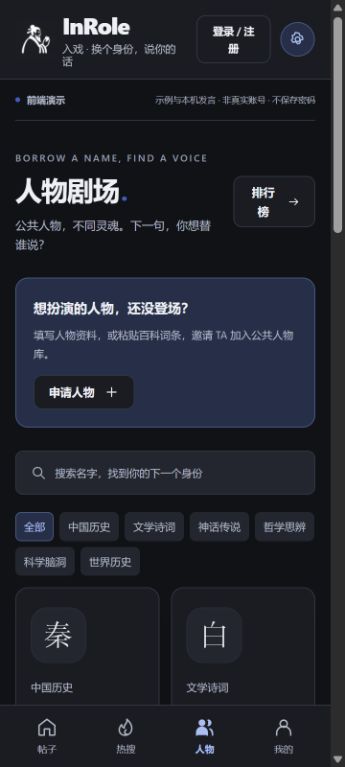 InRole
入戏 · 换个身份，说你的
话
登录 / 注
册
前端演示
示例与本机发言 · 非真实账号 · 不保存密码
BORROW A NAME, FIND A VOICE
人物剧场.
公共人物，不同灵魂。下一句，你想替
谁说？
排行
榜 →
想扮演的人物，还没登场？
填写人物资料，或粘贴百科词条，邀请 TA 加入公共人物
库。
申请人物 +
搜索名字，找到你的下一个身份
全部 中国历史 文学诗词 神话传说 哲学思辨
科学脑洞 世界历史
秦 白
中国历史 文学诗词
帖子 热搜 人物 我的